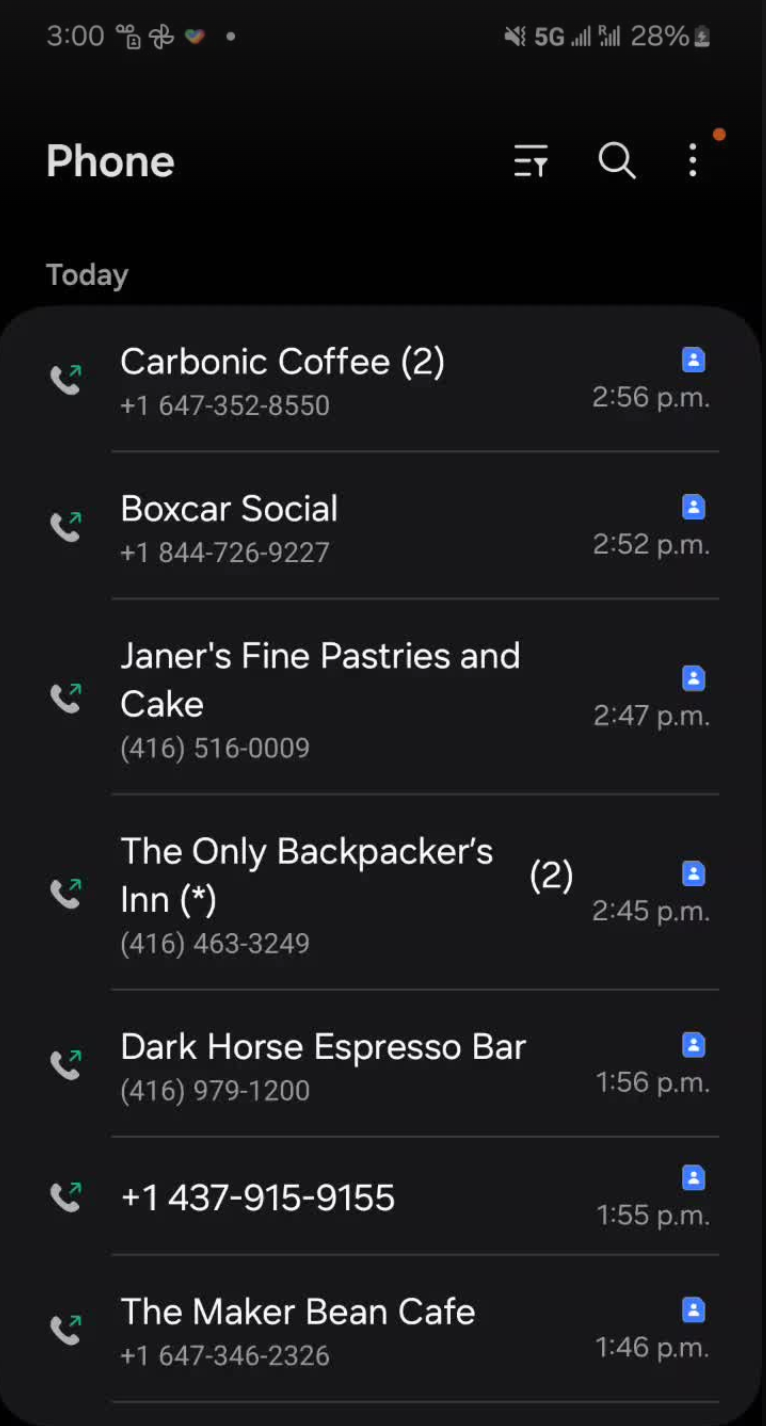 3:00
5G R 28%
Phone
Today
Carbonic Coffee (2)
+1 647-352-8550
2:56 p.m.
Boxcar Social
+1 844-726-9227
2:52 p.m.
Janer's Fine Pastries and
Cake
(416) 516-0009
2:47 p.m.
The Only Backpacker’s
Inn (*)
(2)
(416) 463-3249
2:45 p.m.
Dark Horse Espresso Bar
(416) 979-1200
1:56 p.m.
+1 437-915-9155
1:55 p.m.
The Maker Bean Cafe
+1 647-346-2326
1:46 p.m.